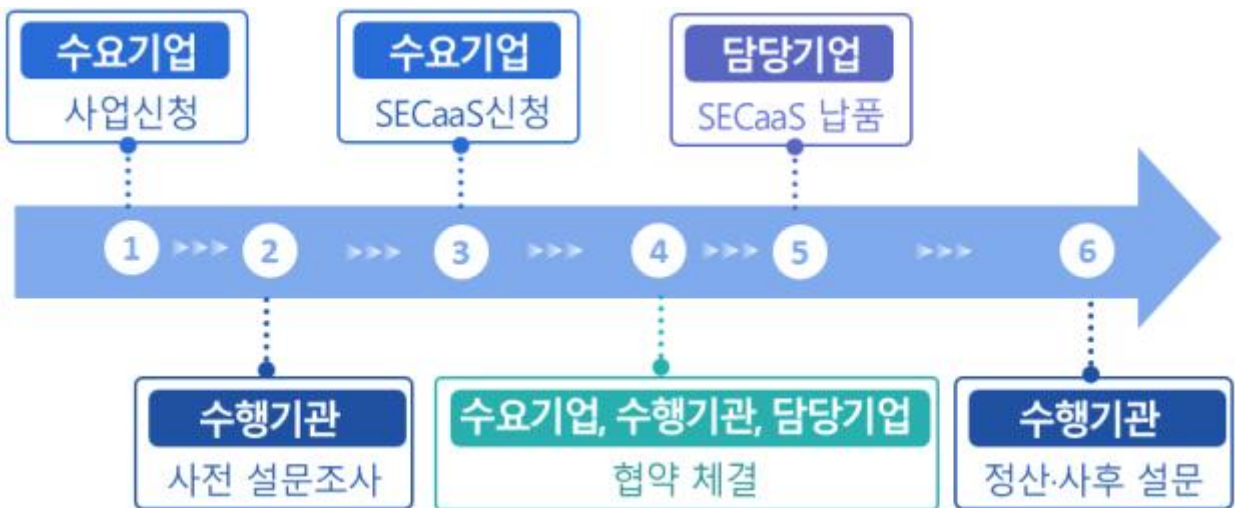 수요기업
사업신청
수요기업
SECaaS신청
담당기업
SECaaS 납품
1
2
3
4
5
6
수행기관
사전 설문조사
수요기업, 수행기관, 담당기업
협약 체결
수행기관
정산·사후 설문